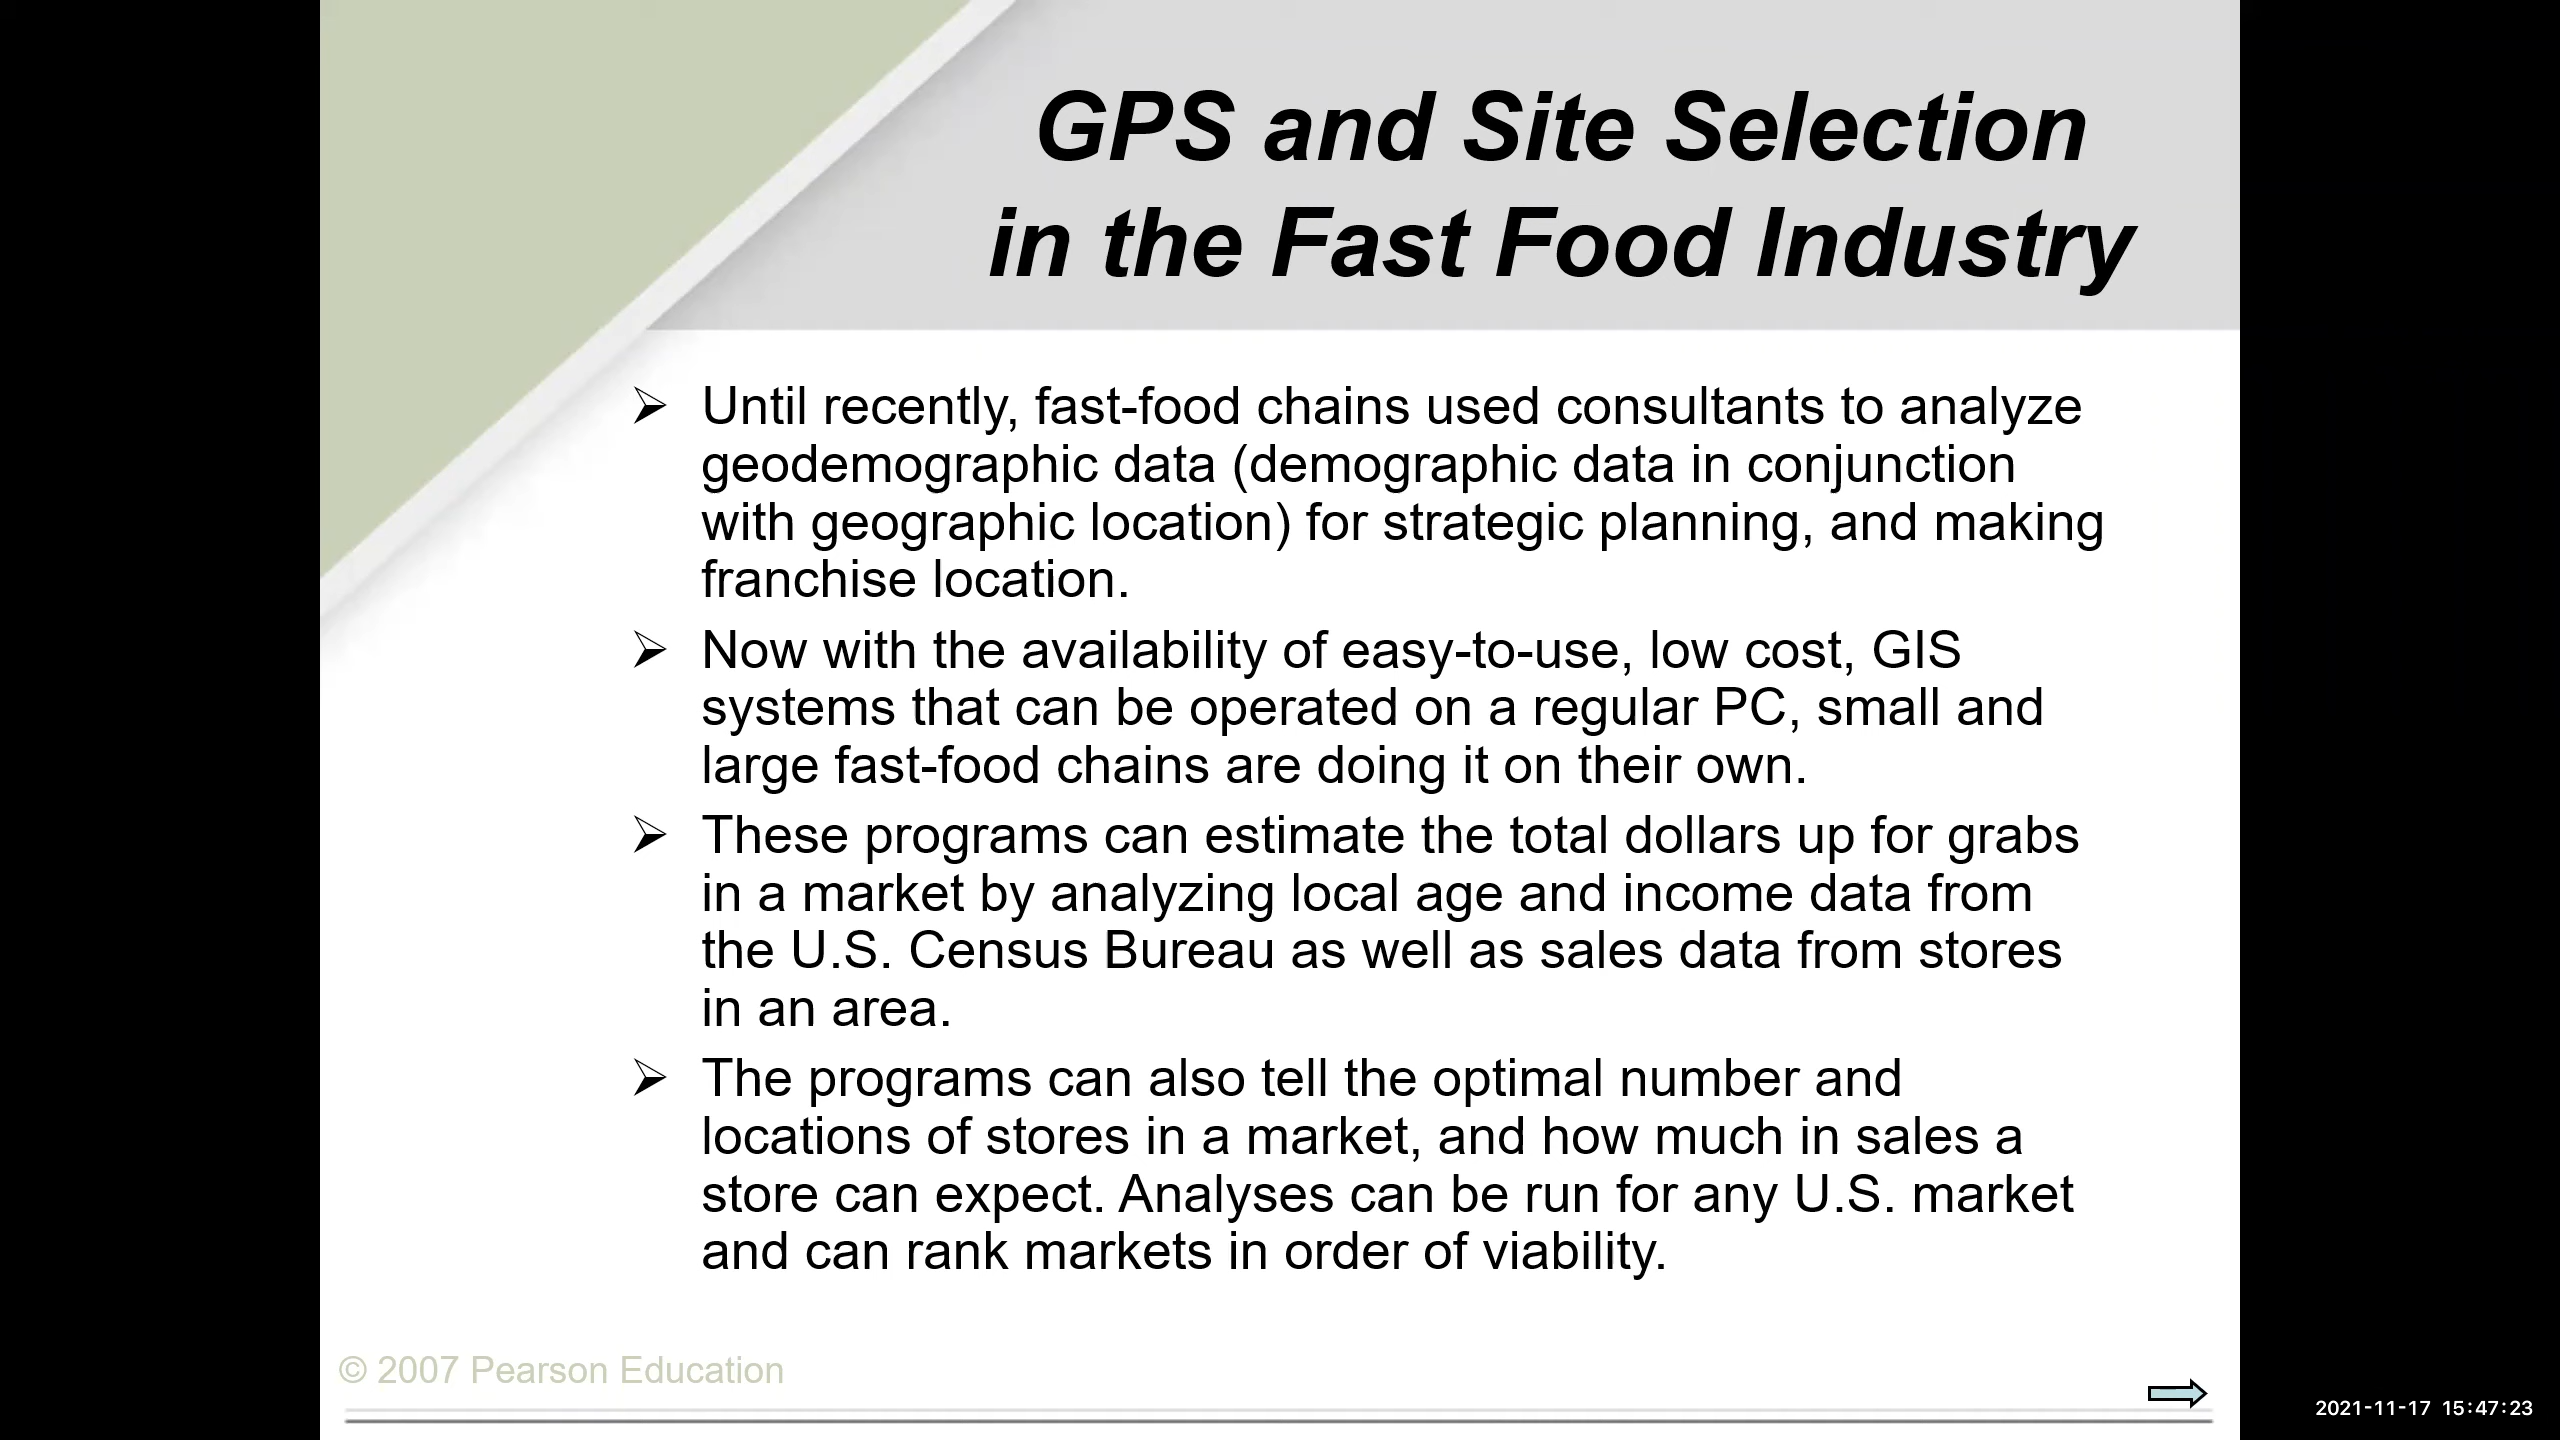 GPS and Site Selection
in the Fast Food Industry
➢ Until recently, fast-food chains used consultants to analyze
geodemographic data (demographic data in conjunction
with geographic location) for strategic planning, and making
franchise location.
➢ Now with the availability of easy-to-use, low cost, GIS
systems that can be operated on a regular PC, small and
large fast-food chains are doing it on their own.
➢ These programs can estimate the total dollars up for grabs
in a market by analyzing local age and income data from
the U.S. Census Bureau as well as sales data from stores
in an area.
➢ The programs can also tell the optimal number and
locations of stores in a market, and how much in sales a
store can expect. Analyses can be run for any U.S. market
and can rank markets in order of viability.
© 2007 Pearson Education
2021-11-17 15:47:23